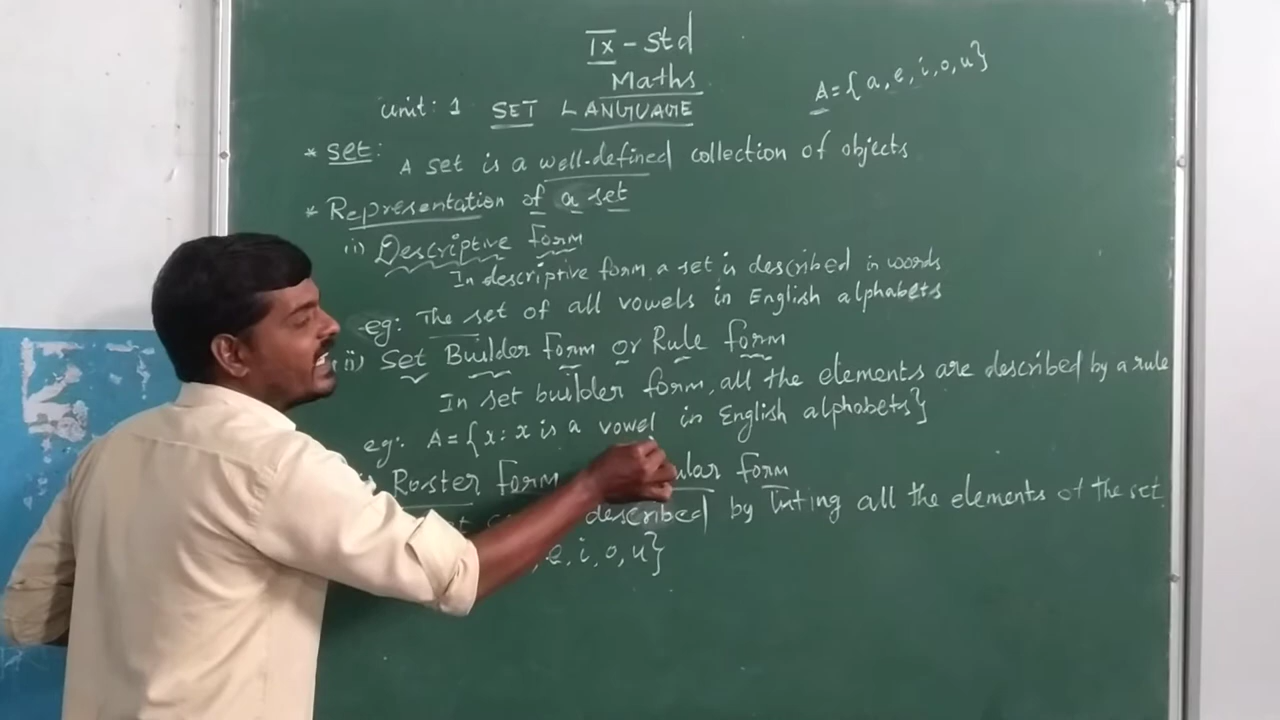 IX - Std
Maths
A = { a, e, i, o, u }
unit: 1 SET LANGUAGE
* Set:
A set is a well-defined collection of objects
* Representation of a set
(i) Descriptive form
In descriptive form a set is described in words
eg: The set of all vowels in English alphabets
(ii) Set Builder form or Rule form
In set builder form, all the elements are described by a rule
eg: A = { x : x is a vowel in English alphabets }
Roster form ular form
described by listing all the elements of the set
, e, i, o, u }